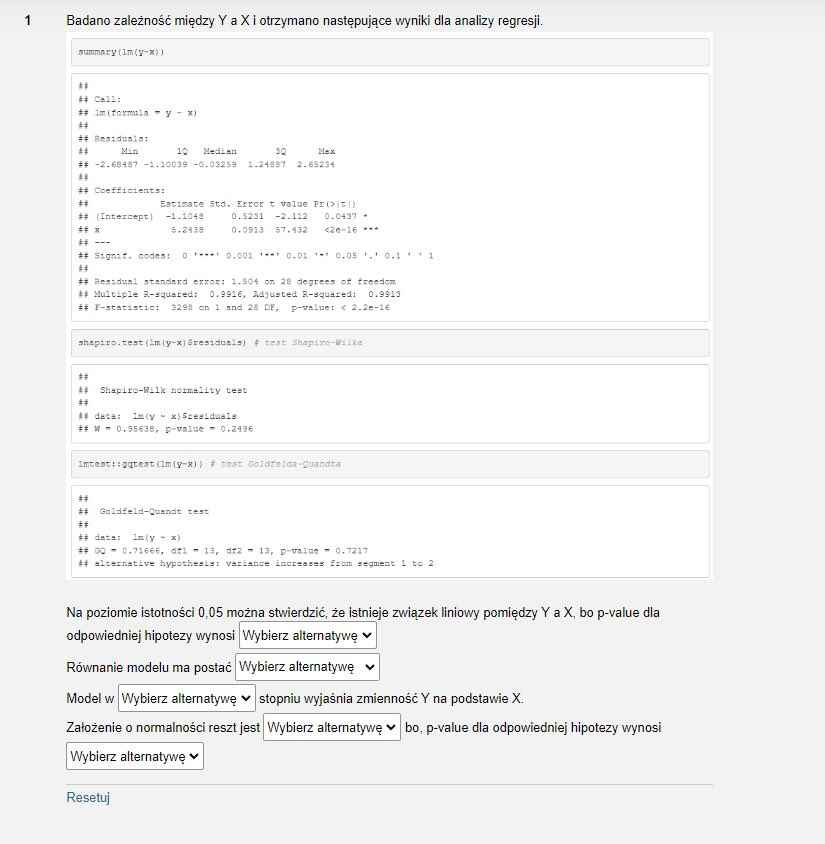 1 Badano zależność między Y a X i otrzymano następujące wyniki dla analizy regresji.
summary(lm(y~x))
##
## Call:
## lm(formula = y ~ x)
##
## Residuals:
## Min 1Q Median 3Q Max
## -2.68487 -1.10039 -0.03259 1.24897 2.65234
##
## Coefficients:
## Estimate Std. Error t value Pr(>|t|)
## (Intercept) -1.1048 0.5231 -2.112 0.0437 *
## x 5.2438 0.0913 57.432 <2e-16 ***
## ---
## Signif. codes: 0 '***' 0.001 '**' 0.01 '*' 0.05 '.' 0.1 ' ' 1
##
## Residual standard error: 1.504 on 28 degrees of freedom
## Multiple R-squared: 0.9916, Adjusted R-squared: 0.9913
## F-statistic: 3298 on 1 and 28 DF, p-value: < 2.2e-16
shapiro.test(lm(y~x)$residuals) # test Shapiro-Wilka
##
## Shapiro-Wilk normality test
##
## data: lm(y ~ x)$residuals
## W = 0.95638, p-value = 0.2496
lmtest::gqtest(lm(y~x)) # test Goldfelda-Quandta
##
## Goldfeld-Quandt test
##
## data: lm(y ~ x)
## GQ = 0.71666, df1 = 13, df2 = 13, p-value = 0.7217
## alternative hypothesis: variance increases from segment 1 to 2
Na poziomie istotności 0,05 można stwierdzić, że istnieje związek liniowy pomiędzy Y a X, bo p-value dla
odpowiedniej hipotezy wynosi Wybierz alternatywę
Równanie modelu ma postać Wybierz alternatywę
Model w Wybierz alternatywę stopniu wyjaśnia zmienność Y na podstawie X.
Założenie o normalności reszt jest Wybierz alternatywę bo, p-value dla odpowiedniej hipotezy wynosi
Wybierz alternatywę
Resetuj